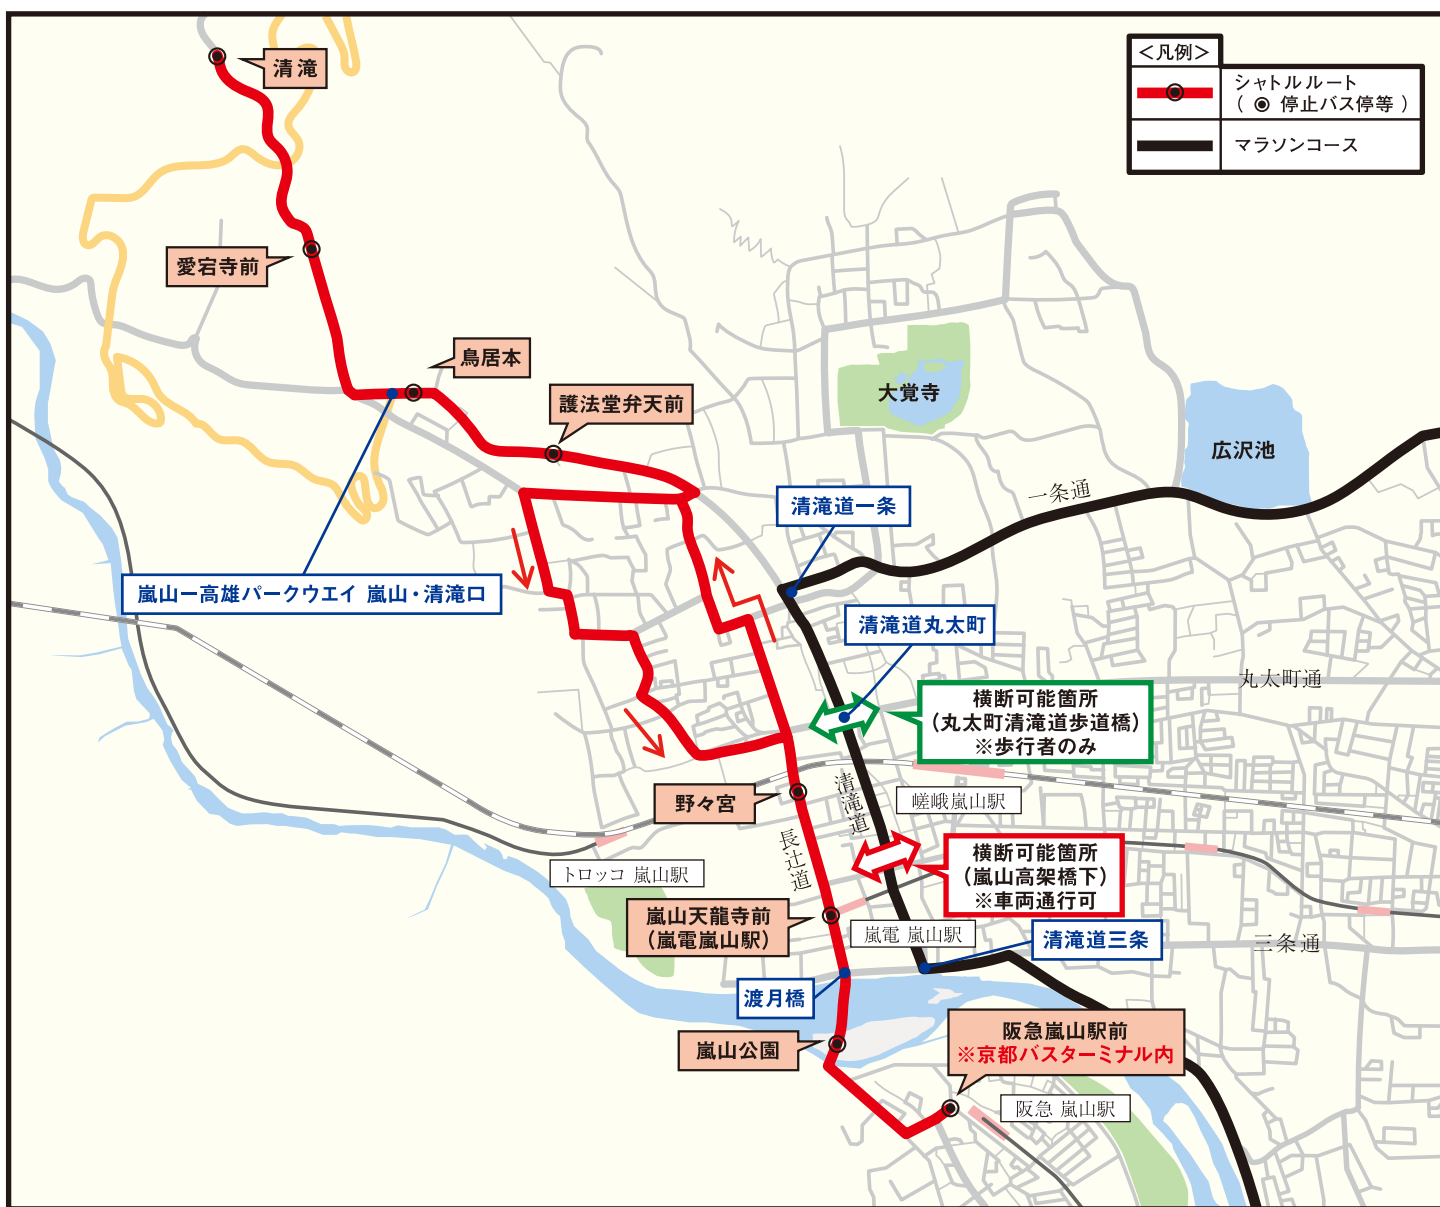 ＜凡例＞
シャトルルート
（ ◉ 停止バス停等 ）
マラソンコース
清滝
愛宕寺前
鳥居本
護法堂弁天前
大覚寺
広沢池
一条通
清滝道一条
嵐山ー高雄パークウエイ 嵐山・清滝口
清滝道丸太町
丸太町通
横断可能箇所
（丸太町清滝道歩道橋）
※歩行者のみ
野々宮
清滝道
嵯峨嵐山駅
長辻道
横断可能箇所
（嵐山高架橋下）
※車両通行可
トロッコ 嵐山駅
嵐山天龍寺前
（嵐電嵐山駅）
嵐電 嵐山駅
清滝道三条
三条通
渡月橋
嵐山公園
阪急嵐山駅前
※京都バスターミナル内
阪急 嵐山駅